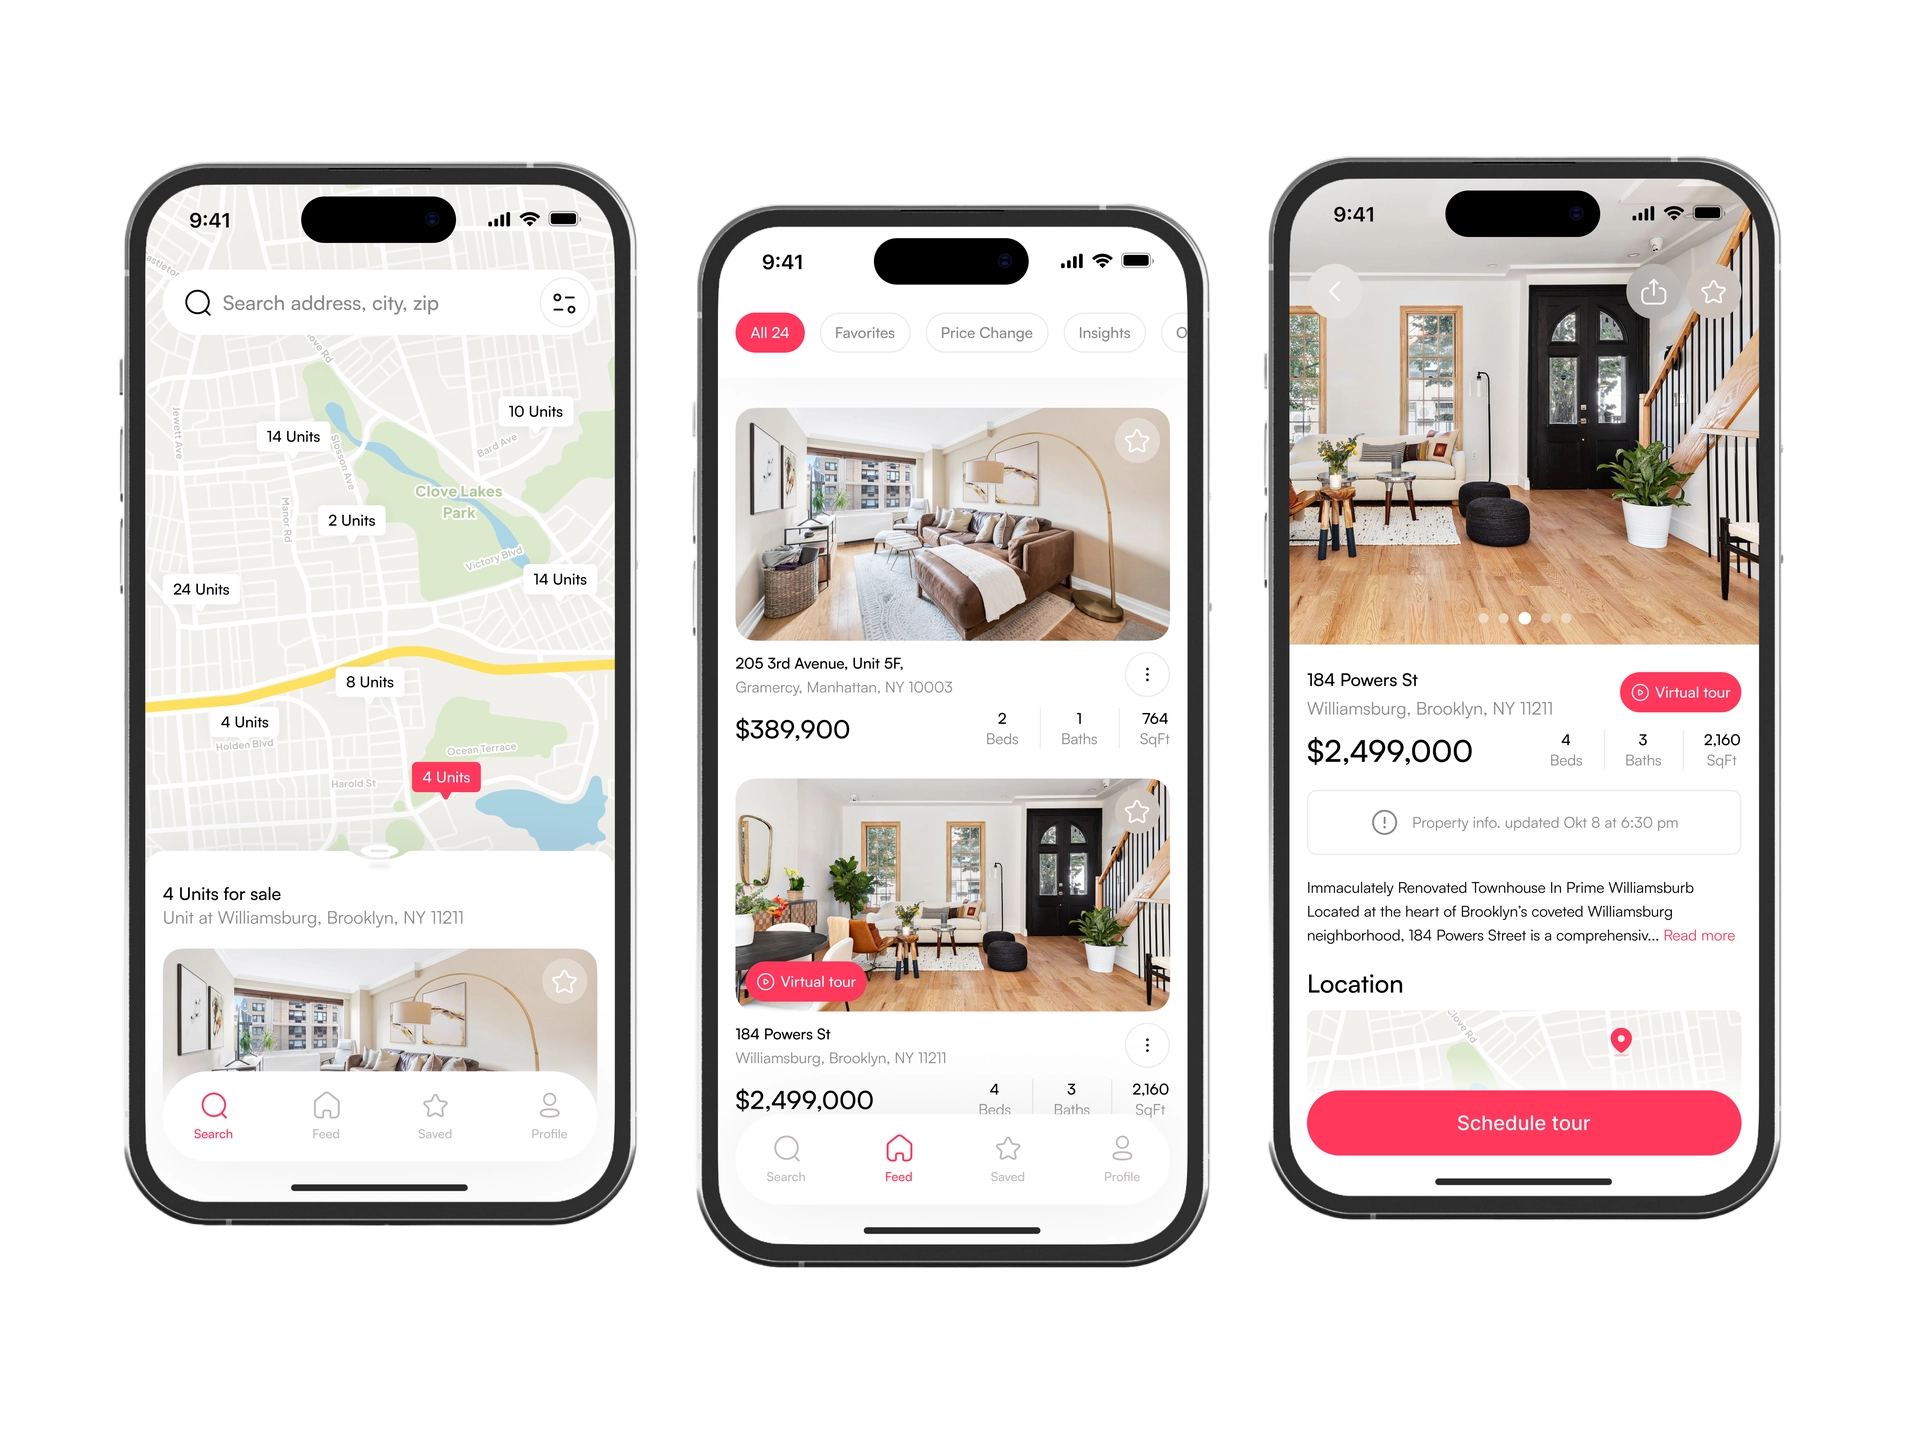 9:41
Search address, city, zip
10 Units
14 Units
Jewett Ave
Slosson Ave
Bard Ave
Clove Lakes
Park
Manor Rd
2 Units
Victory Blvd
14 Units
24 Units
8 Units
4 Units
Holden Blvd
Ocean Terrace
4 Units
Harold St
4 Units for sale
Unit at Williamsburg, Brooklyn, NY 11211
Search
Feed
Saved
Profile
9:41
All 24
Favorites
Price Change
Insights
205 3rd Avenue, Unit 5F,
Gramercy, Manhattan, NY 10003
$389,900
2
Beds
1
Baths
764
SqFt
Virtual tour
184 Powers St
Williamsburg, Brooklyn, NY 11211
$2,499,000
4
Beds
3
Baths
2,160
SqFt
Search
Feed
Saved
Profile
9:41
184 Powers St
Williamsburg, Brooklyn, NY 11211
Virtual tour
$2,499,000
4
Beds
3
Baths
2,160
SqFt
Property info. updated Okt 8 at 6:30 pm
Immaculately Renovated Townhouse In Prime Williamsburb
Located at the heart of Brooklyn's coveted Williamsburg
neighborhood, 184 Powers Street is a comprehensiv... Read more
Location
Clove Rd
Schedule tour